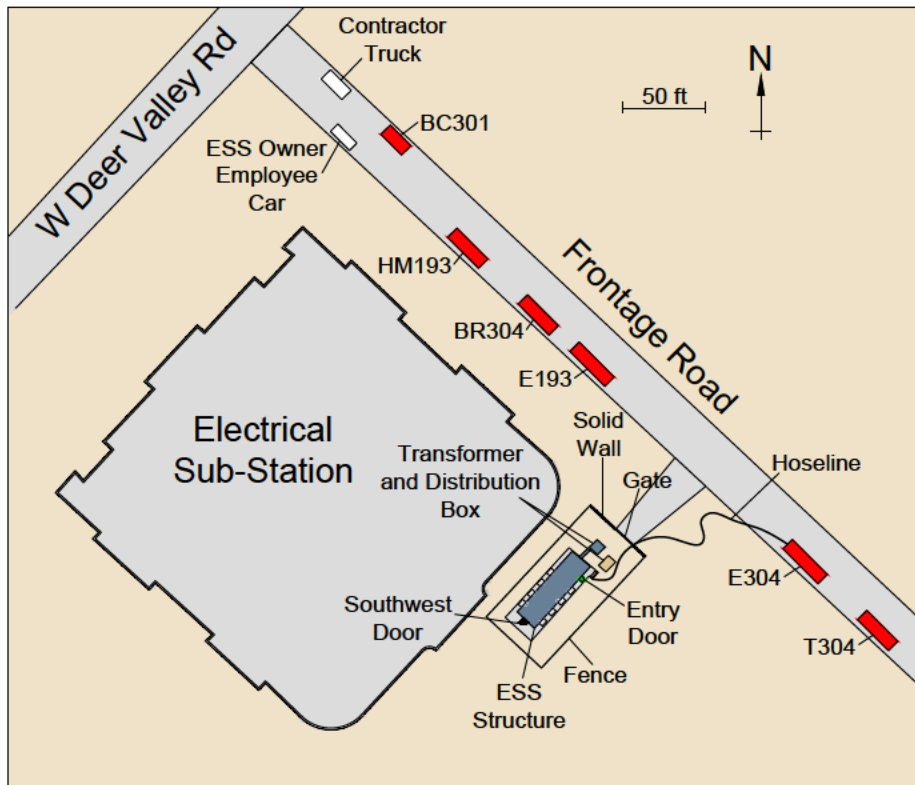 Contractor
Truck
W Deer Valley Rd
N
50 ft
BC301
ESS Owner
Employee
Car
HM193
Frontage Road
BR304
E193
Electrical
Sub-Station
Solid
Wall
Transformer
and Distribution
Box
Gate
Hoseline
E304
Southwest
Door
Entry
Door
T304
Fence
ESS
Structure